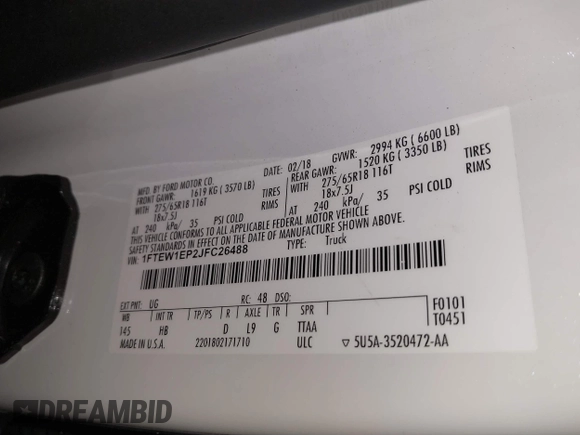 MFD. BY FORD MOTOR CO.
DATE: 02/18 GVWR: 2994 KG ( 6600 LB)
FRONT GAWR: 1619 KG ( 3570 LB) REAR GAWR: 1520 KG ( 3350 LB)
WITH 275/65R18 116T TIRES WITH 275/65R18 116T TIRES
18x7.5J RIMS 18x7.5J RIMS
AT 240 kPa/ 35 PSI COLD AT 240 kPa/ 35 PSI COLD
THIS VEHICLE CONFORMS TO ALL APPLICABLE FEDERAL MOTOR VEHICLE
SAFETY STANDARDS IN EFFECT ON THE DATE OF MANUFACTURE SHOWN ABOVE.
VIN: 1FTEW1EP2JFC26488
TYPE: Truck
F0101
T0451
EXT PNT: UG RC: 48 DSO:
WB INT TR TP/PS R AXLE TR SPR
145 HB D L9 G TTAA
MADE IN U.S.A. 2201802171710 ULC ▽ 5U5A-3520472-AA
DREAMBID